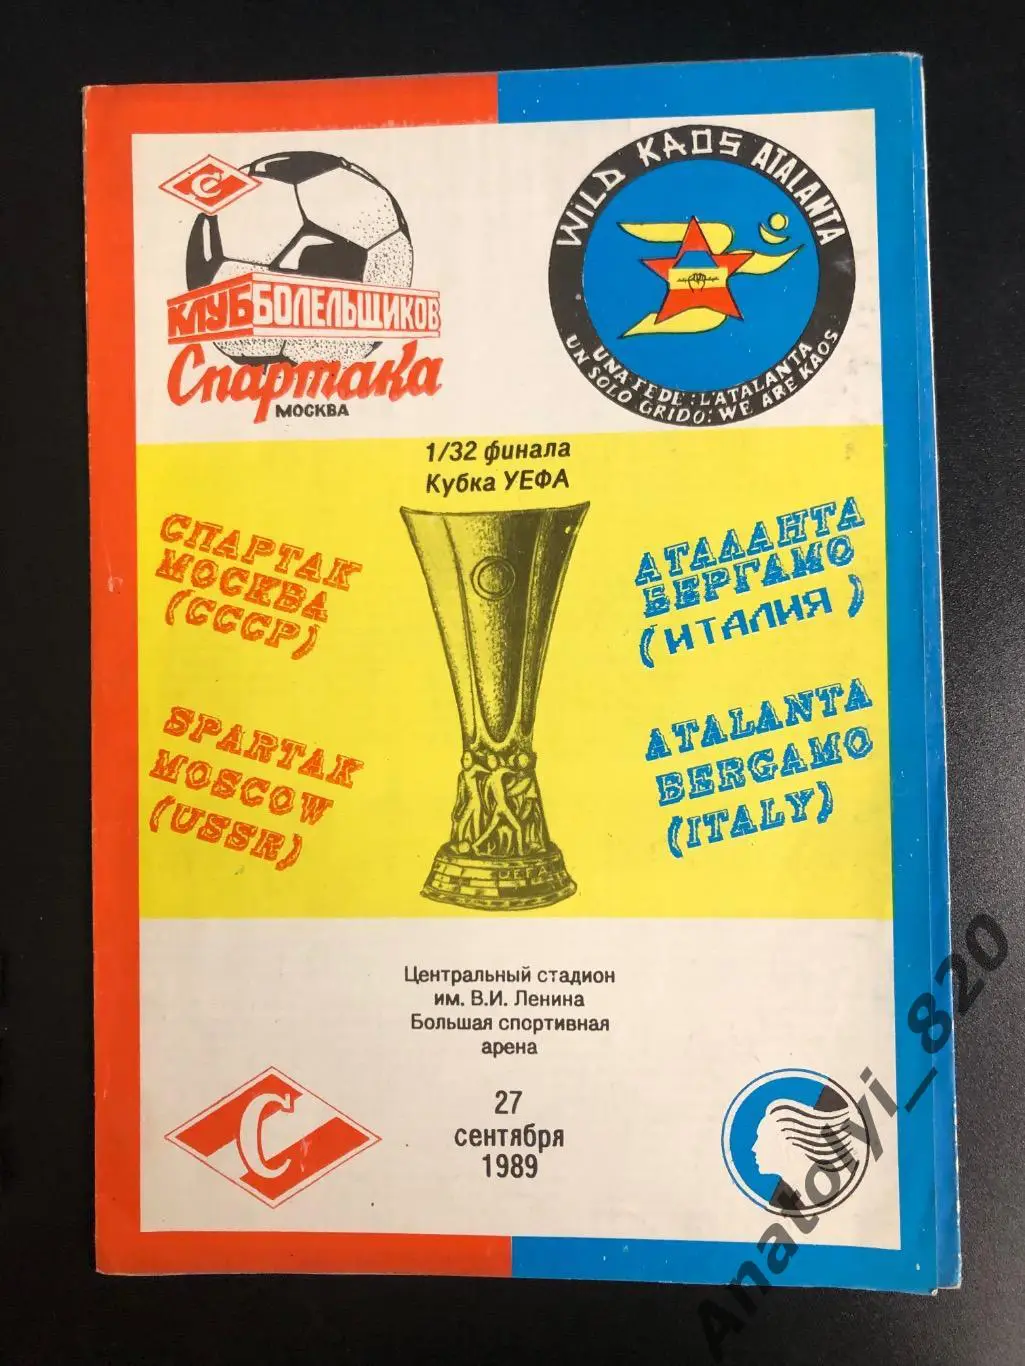 С
КЛУБ БОЛЕЛЬЩИКОВ
Спартака
МОСКВА
WILD KAOS ATALANTA
UNA FEDE: L'ATALANTA
UN SOLO GRIDO: WE ARE KAOS
1/32 финала
Кубка УЕФА
СПАРТАК
МОСКВА
(СССР)
АТАЛАНТА
БЕРГАМО
(ИТАЛИЯ)
SPARTAK
MOSCOW
(USSR)
ATALANTA
BERGAMO
(ITALY)
UEFA
Центральный стадион
им. В.И. Ленина
Большая спортивная
арена
27
сентября
1989
С
Anatolyi_820